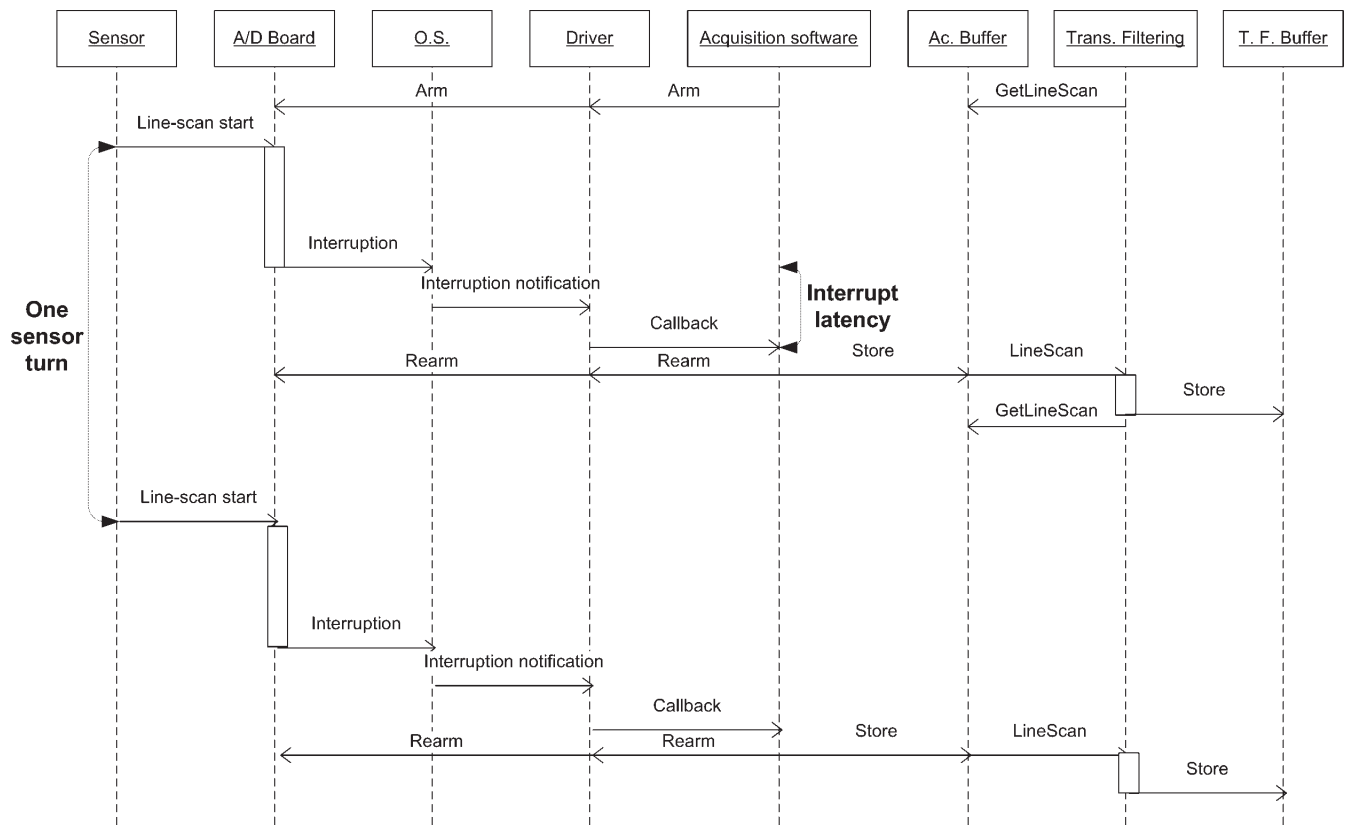 Sensor
A/D Board
O.S.
Driver
Acquisition software
Ac. Buffer
Trans. Filtering
T. F. Buffer
Arm
Arm
GetLineScan
Line-scan start
Interruption
Interruption notification
One
sensor
turn
Interrupt
latency
Callback
Rearm
Rearm
Store
LineScan
Store
GetLineScan
Line-scan start
Interruption
Interruption notification
Callback
Rearm
Rearm
Store
LineScan
Store